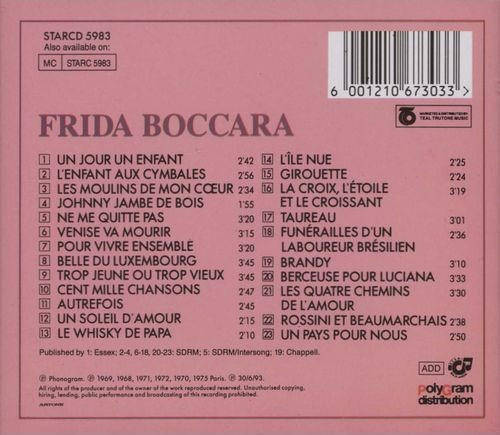 STARCD 5983
Also available on:
MC STARC 5983
6 001210 673033 >
MARKETED & DISTRIBUTED BY
TEAL TRUTONE MUSIC
FRIDA BOCCARA
1 UN JOUR UN ENFANT 2'42
2 L'ENFANT AUX CYMBALES 2'56
3 LES MOULINS DE MON CŒUR 2'34
4 JOHNNY JAMBE DE BOIS 1'55
5 NE ME QUITTE PAS 3'20
6 VENISE VA MOURIR 3'15
7 POUR VIVRE ENSEMBLE 3'20
8 BELLE DU LUXEMBOURG 3'15
9 TROP JEUNE OU TROP VIEUX 3'45
10 CENT MILLE CHANSONS 2'47
11 AUTREFOIS 2'45
12 UN SOLEIL D'AMOUR 2'15
13 LE WHISKY DE PAPA 2'10
14 L'ÎLE NUE 2'25
15 GIROUETTE 2'24
16 LA CROIX, L'ÉTOILE 3'19
ET LE CROISSANT
17 TAUREAU 3'01
18 FUNÉRAILLES D'UN 2'36
LABOUREUR BRÉSILIEN
19 BRANDY 3'10
20 BERCEUSE POUR LUCIANA 3'33
21 LES QUATRE CHEMINS 3'30
DE L'AMOUR
22 ROSSINI ET BEAUMARCHAIS 2'38
23 UN PAYS POUR NOUS 2'50
Published by 1: Essex; 2-4, 6-18, 20-23: SDRM; 5: SDRM/Intersong; 19: Chappell.
℗ Phonogram. ℗ 1969, 1968, 1971, 1972, 1970, 1975 Paris. © 30/6/93.
All rights of the producer and of the owner of the work reproduced reserved. Unauthorised copying,
hiring, lending, public performance and broadcasting of this recording prohibited.
ADD
PolyGram
distribution